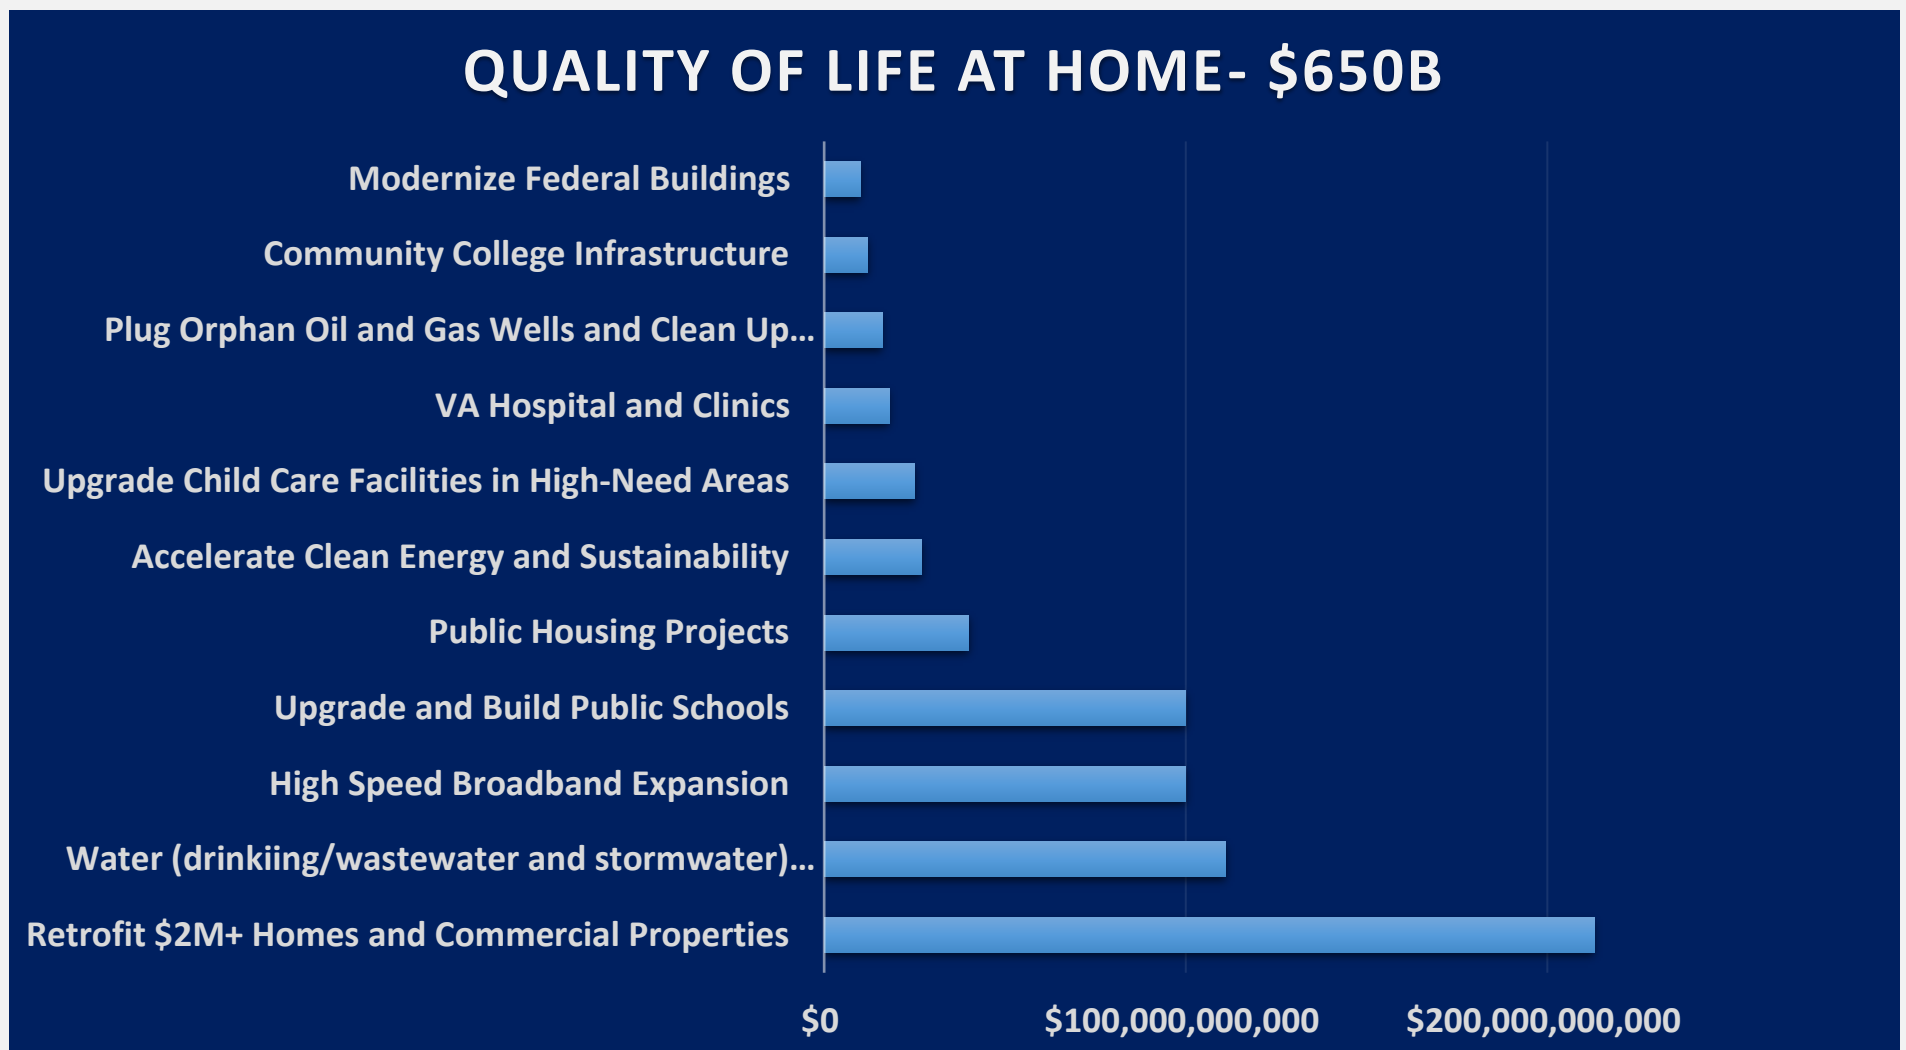 QUALITY OF LIFE AT HOME- $650B
Modernize Federal Buildings
Community College Infrastructure
Plug Orphan Oil and Gas Wells and Clean Up...
VA Hospital and Clinics
Upgrade Child Care Facilities in High-Need Areas
Accelerate Clean Energy and Sustainability
Public Housing Projects
Upgrade and Build Public Schools
High Speed Broadband Expansion
Water (drinkiing/wastewater and stormwater)...
Retrofit $2M+ Homes and Commercial Properties
$0 $100,000,000,000 $200,000,000,000